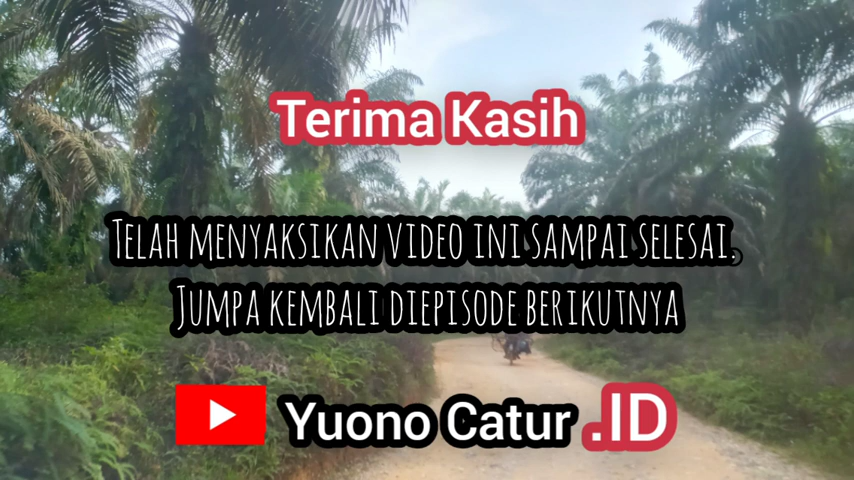 Terima Kasih
Telah menyaksikan video ini sampai selesai.
Jumpa kembali diepisode berikutnya
Yuono Catur .ID